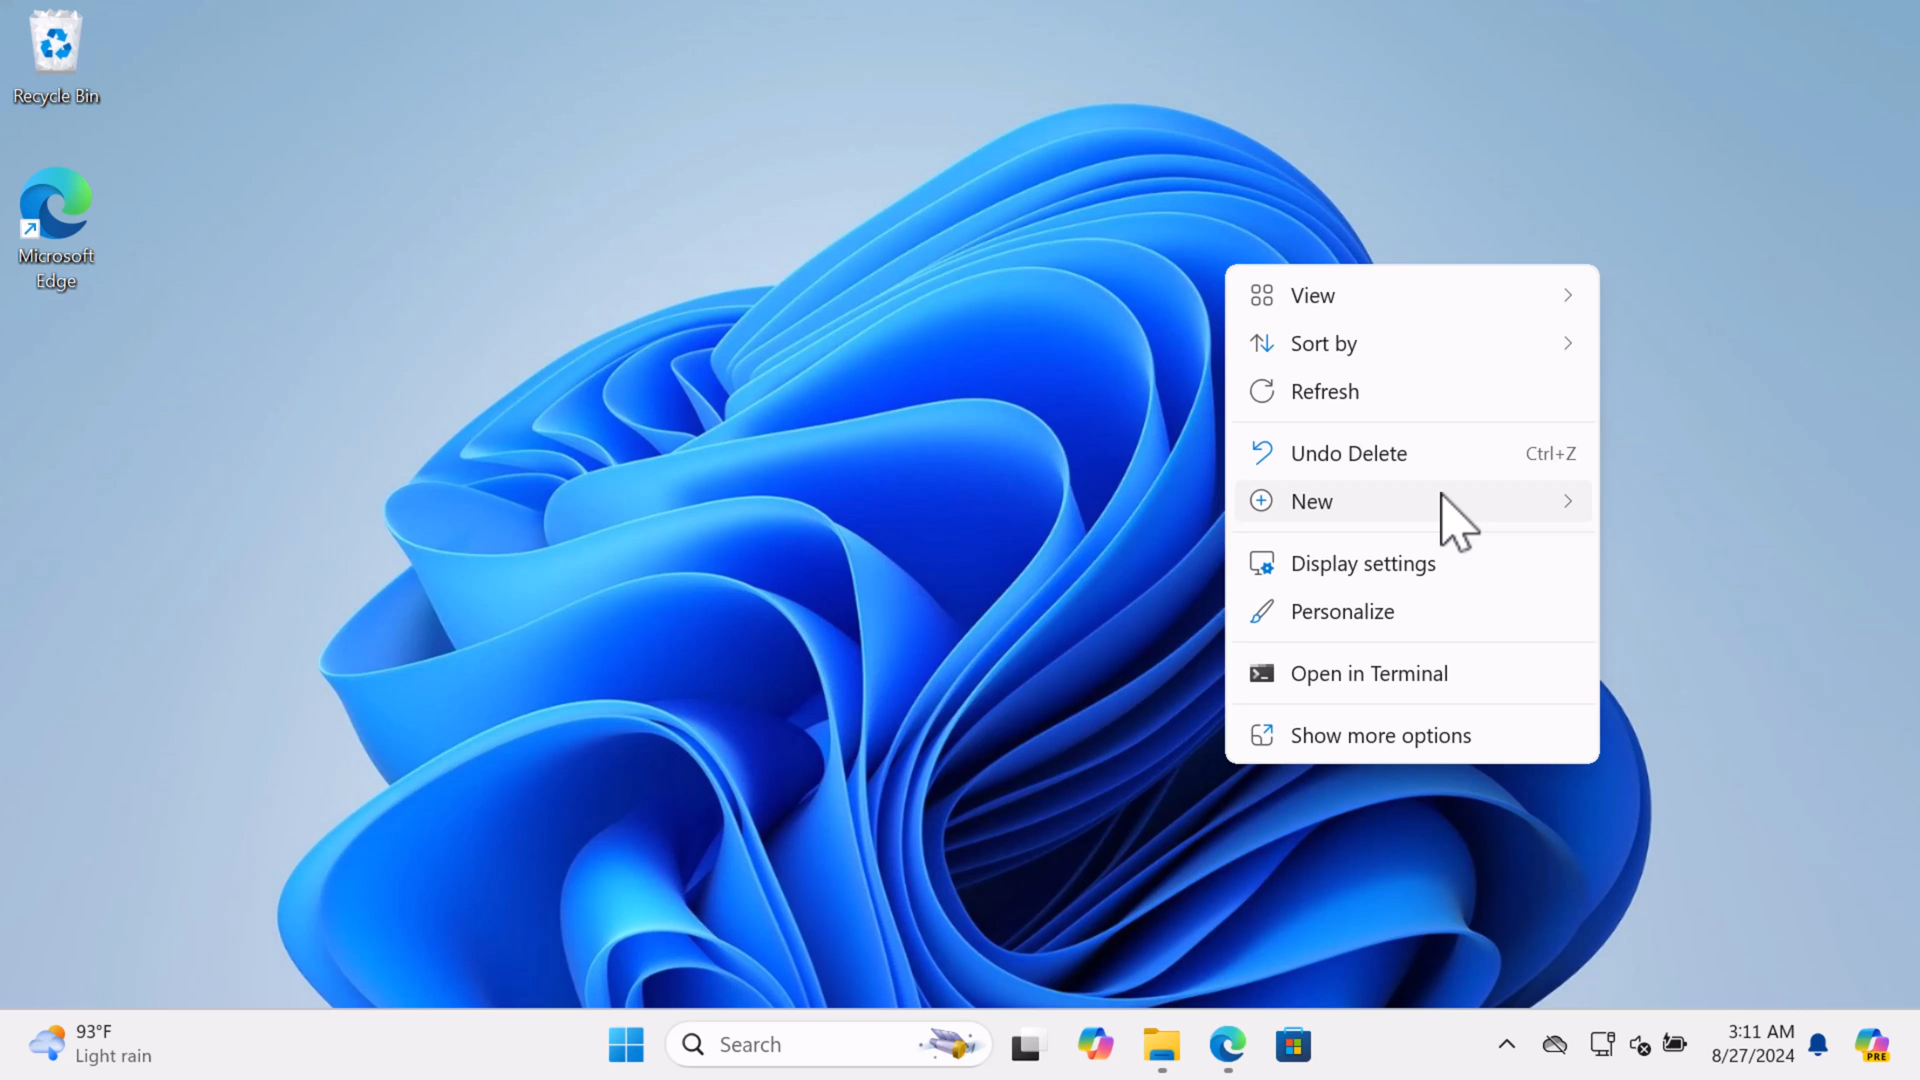 Recycle Bin
Microsoft
Edge
View
Sort by
Refresh
Undo Delete Ctrl+Z
New
Display settings
Personalize
Open in Terminal
Show more options
93°F
Light rain
Search
3:11 AM
8/27/2024
PRE